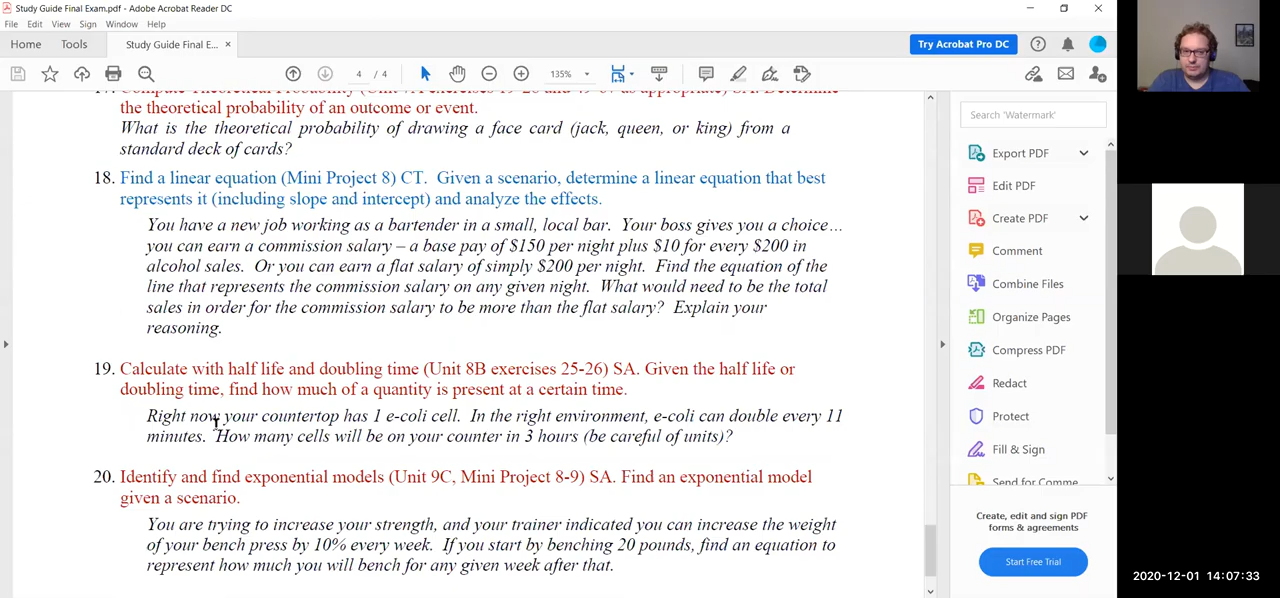 Study Guide Final Exam.pdf - Adobe Acrobat Reader DC
File Edit View Sign Window Help
Home Tools Study Guide Final E... ×
Try Acrobat Pro DC
4 / 4
135%
the theoretical probability of an outcome or event.
What is the theoretical probability of drawing a face card (jack, queen, or king) from a
standard deck of cards?
18. Find a linear equation (Mini Project 8) CT. Given a scenario, determine a linear equation that best
represents it (including slope and intercept) and analyze the effects.
You have a new job working as a bartender in a small, local bar. Your boss gives you a choice…
you can earn a commission salary – a base pay of $150 per night plus $10 for every $200 in
alcohol sales. Or you can earn a flat salary of simply $200 per night. Find the equation of the
line that represents the commission salary on any given night. What would need to be the total
sales in order for the commission salary to be more than the flat salary? Explain your
reasoning.
19. Calculate with half life and doubling time (Unit 8B exercises 25-26) SA. Given the half life or
doubling time, find how much of a quantity is present at a certain time.
Right now your countertop has 1 e-coli cell. In the right environment, e-coli can double every 11
minutes. How many cells will be on your counter in 3 hours (be careful of units)?
20. Identify and find exponential models (Unit 9C, Mini Project 8-9) SA. Find an exponential model
given a scenario.
You are trying to increase your strength, and your trainer indicated you can increase the weight
of your bench press by 10% every week. If you start by benching 20 pounds, find an equation to
represent how much you will bench for any given week after that.
Search 'Watermark'
Export PDF
Edit PDF
Create PDF
Comment
Combine Files
Organize Pages
Compress PDF
Redact
Protect
Fill & Sign
Send for Comme
Create, edit and sign PDF
forms & agreements
Start Free Trial
2020-12-01 14:07:33